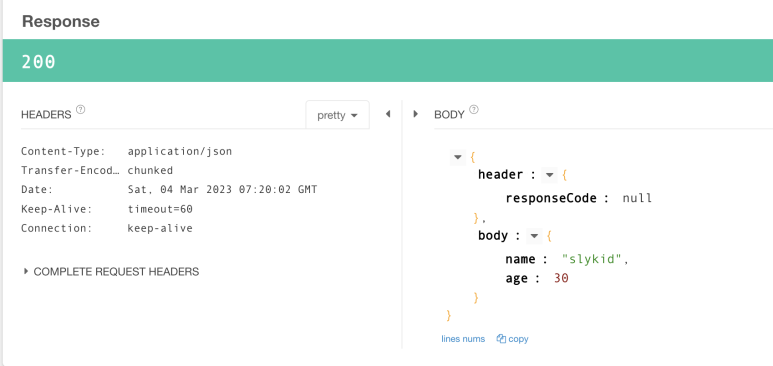 Response
200
HEADERS ?
pretty
Content-Type: application/json
Transfer-Encod… chunked
Date: Sat, 04 Mar 2023 07:20:02 GMT
Keep-Alive: timeout=60
Connection: keep-alive
COMPLETE REQUEST HEADERS
BODY ?
{
header : {
responseCode : null
},
body : {
name : "slykid",
age : 30
}
}
lines nums copy